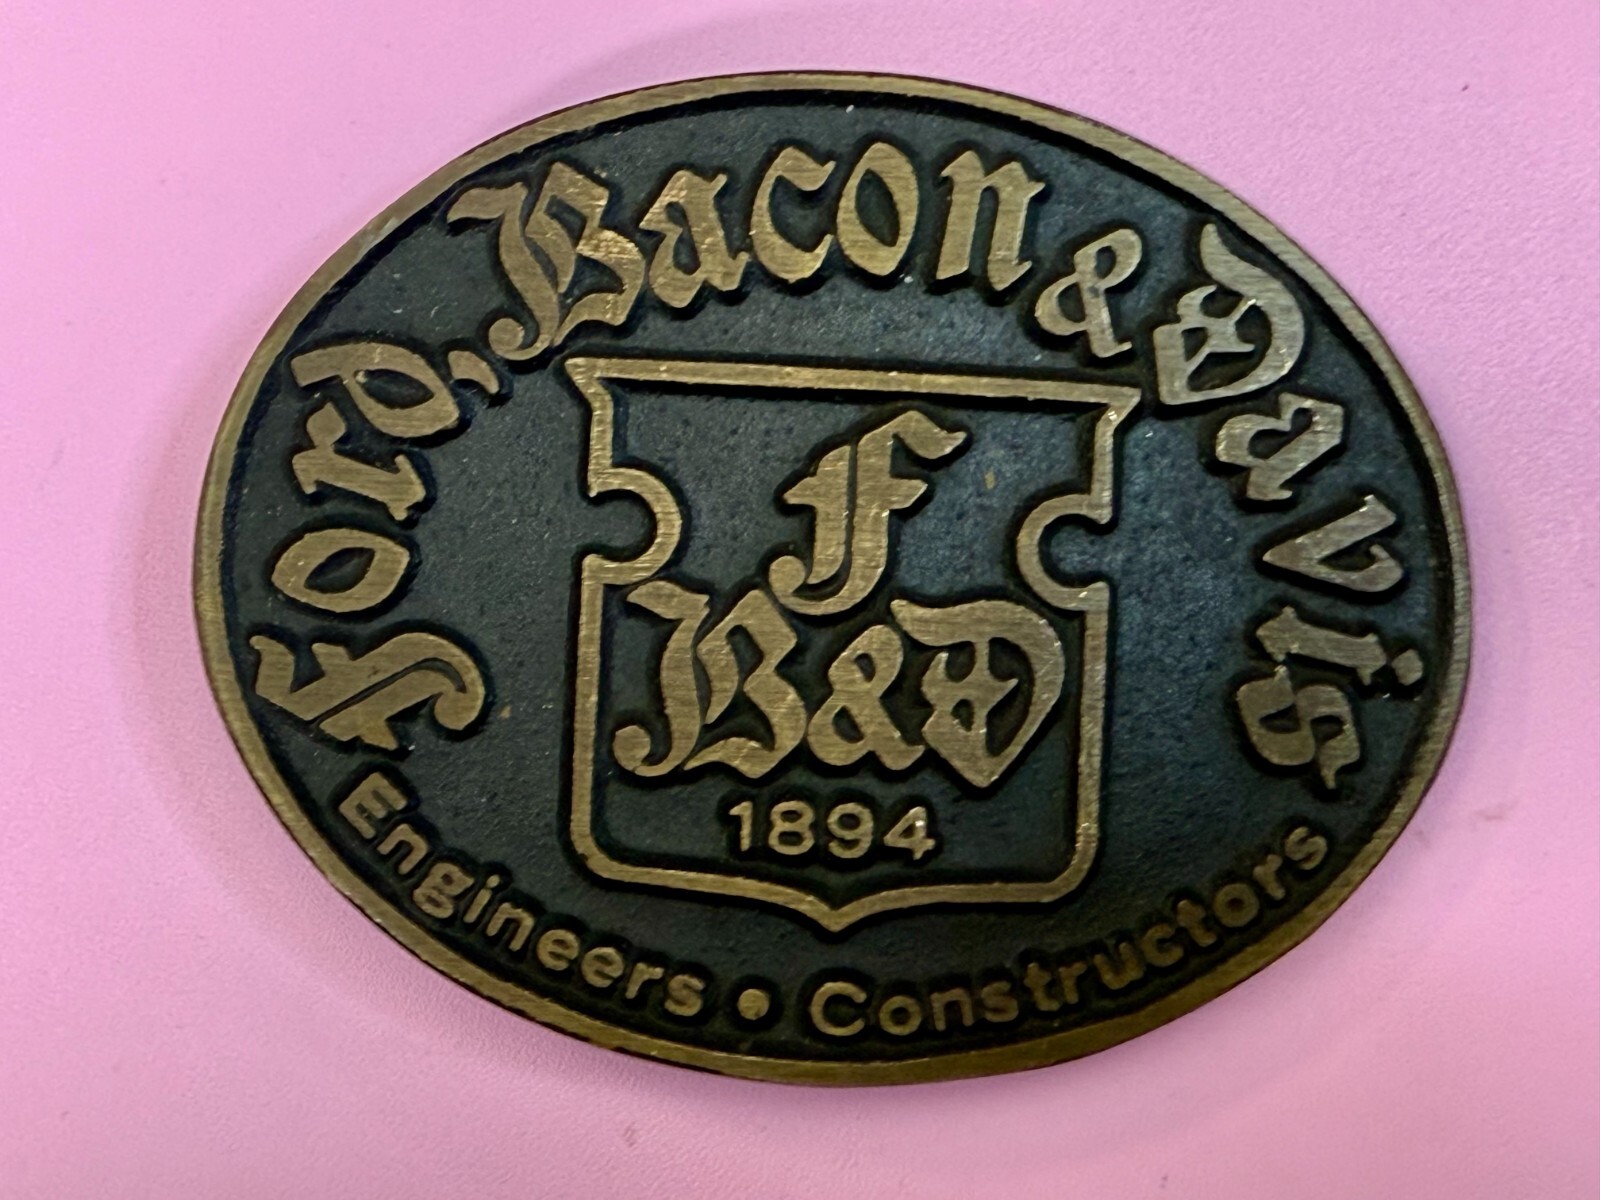 Ford, Bacon & Davis
f
B&D
1894
Engineers • Constructors